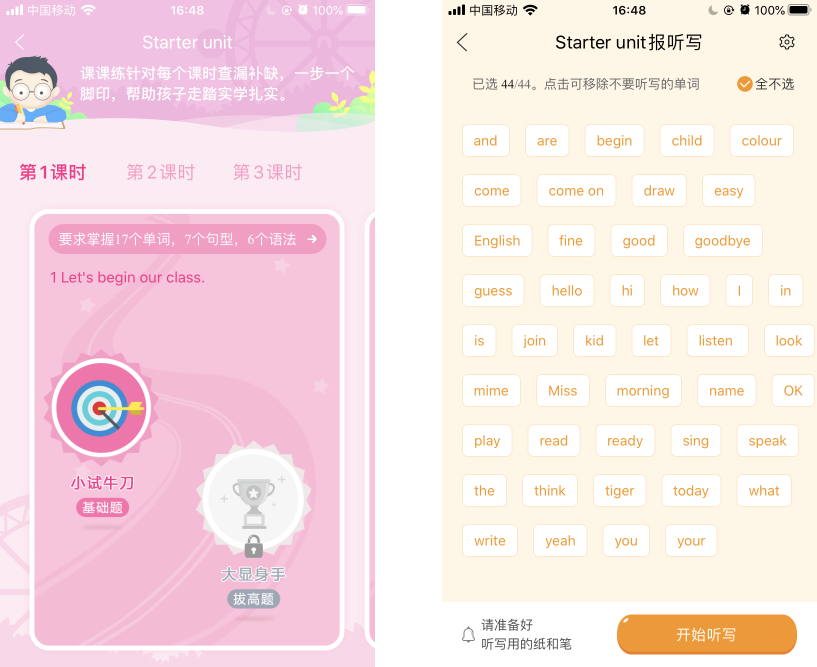 中国移动
16:48
100%
Starter unit
课课练针对每个课时查漏补缺，一步一个
脚印，帮助孩子走踏实学扎实。
第1课时 第2课时 第3课时
要求掌握17个单词，7个句型，6个语法
1 Let's begin our class.
小试牛刀
基础题
大显身手
拔高题
中国移动
16:48
100%
Starter unit报听写
已选 44/44。点击可移除不要听写的单词
全不选
and are begin child colour
come come on draw easy
English fine good goodbye
guess hello hi how I in
is join kid let listen look
mime Miss morning name OK
play read ready sing speak
the think tiger today what
write yeah you your
请准备好
听写用的纸和笔
开始听写